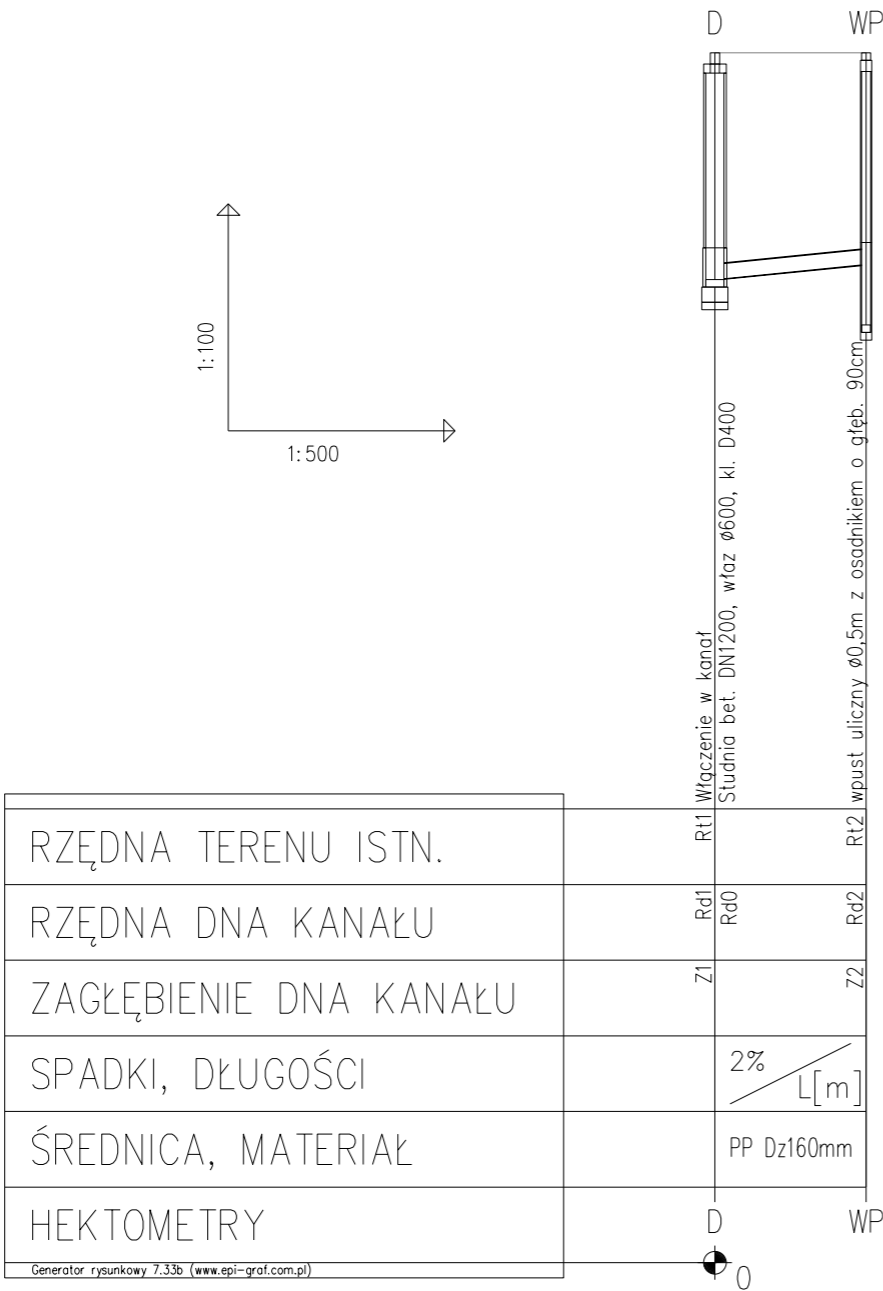 D WP
1:100
1:500
Włączenie w kanał
Studnia bet. DN1200, właz ø600, kl. D400
wpust uliczny ø0,5m z osadnikiem o głęb. 90cm
RZĘDNA TERENU ISTN. Rt1 Rt2
RZĘDNA DNA KANAŁU Rd1 Rd0 Rd2
ZAGŁĘBIENIE DNA KANAŁU Z1 Z2
SPADKI, DŁUGOŚCI 2% L[m]
ŚREDNICA, MATERIAŁ PP Dz160mm
HEKTOMETRY D WP
Generator rysunkowy 7.33b (www.epi-graf.com.pl)
0